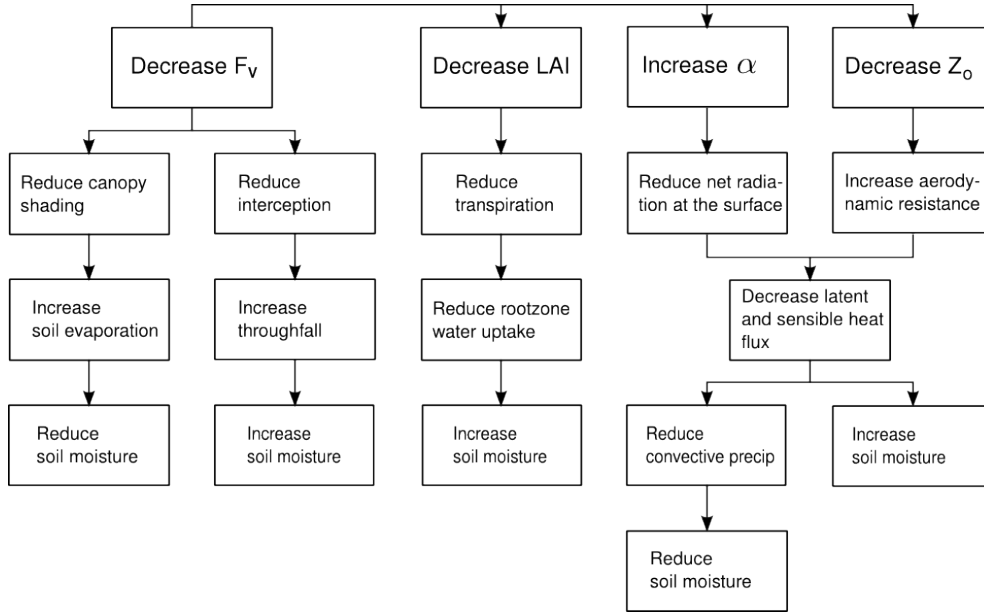 Decrease Fv
Decrease LAI
Increase α
Decrease Zo
Reduce canopy
shading
Reduce
interception
Reduce
transpiration
Reduce net radia-
tion at the surface
Increase aerody-
namic resistance
Increase
soil evaporation
Increase
throughfall
Reduce rootzone
water uptake
Decrease latent
and sensible heat
flux
Reduce
soil moisture
Increase
soil moisture
Increase
soil moisture
Reduce
convective precip
Increase
soil moisture
Reduce
soil moisture